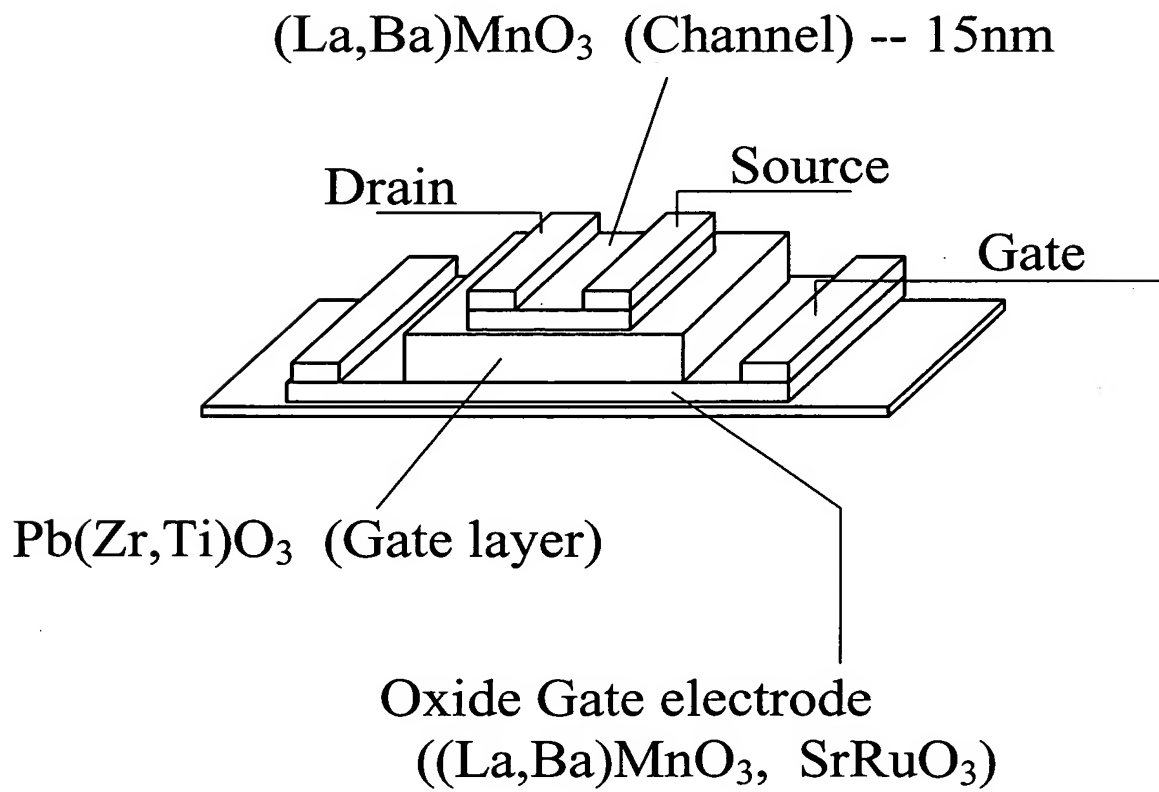 (La,Ba)MnO₃ (Channel) -- 15nm
Drain
Source
Gate
Pb(Zr,Ti)O₃ (Gate layer)
Oxide Gate electrode
((La,Ba)MnO₃, SrRuO₃)